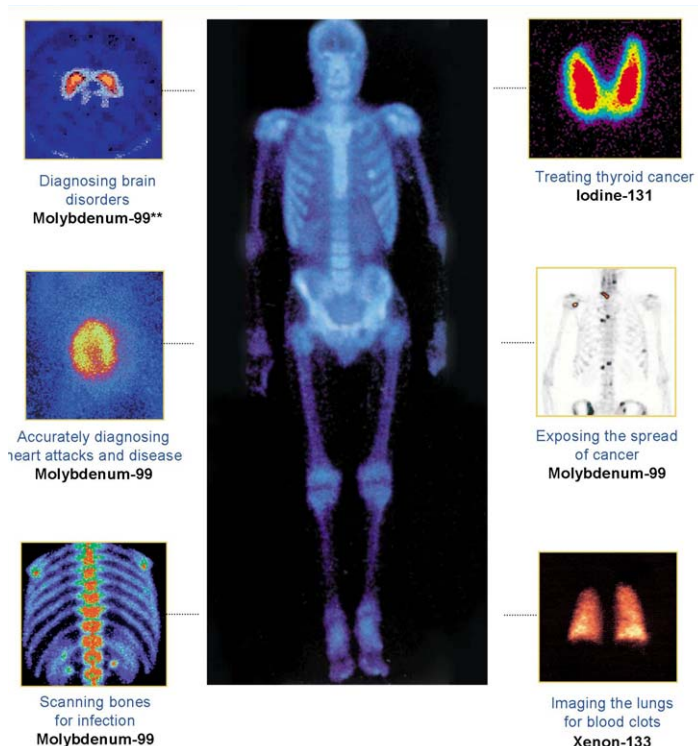 Diagnosing brain
disorders
Molybdenum-99**
Accurately diagnosing
heart attacks and disease
Molybdenum-99
Scanning bones
for infection
Molybdenum-99
Treating thyroid cancer
Iodine-131
Exposing the spread
of cancer
Molybdenum-99
Imaging the lungs
for blood clots
Xenon-133